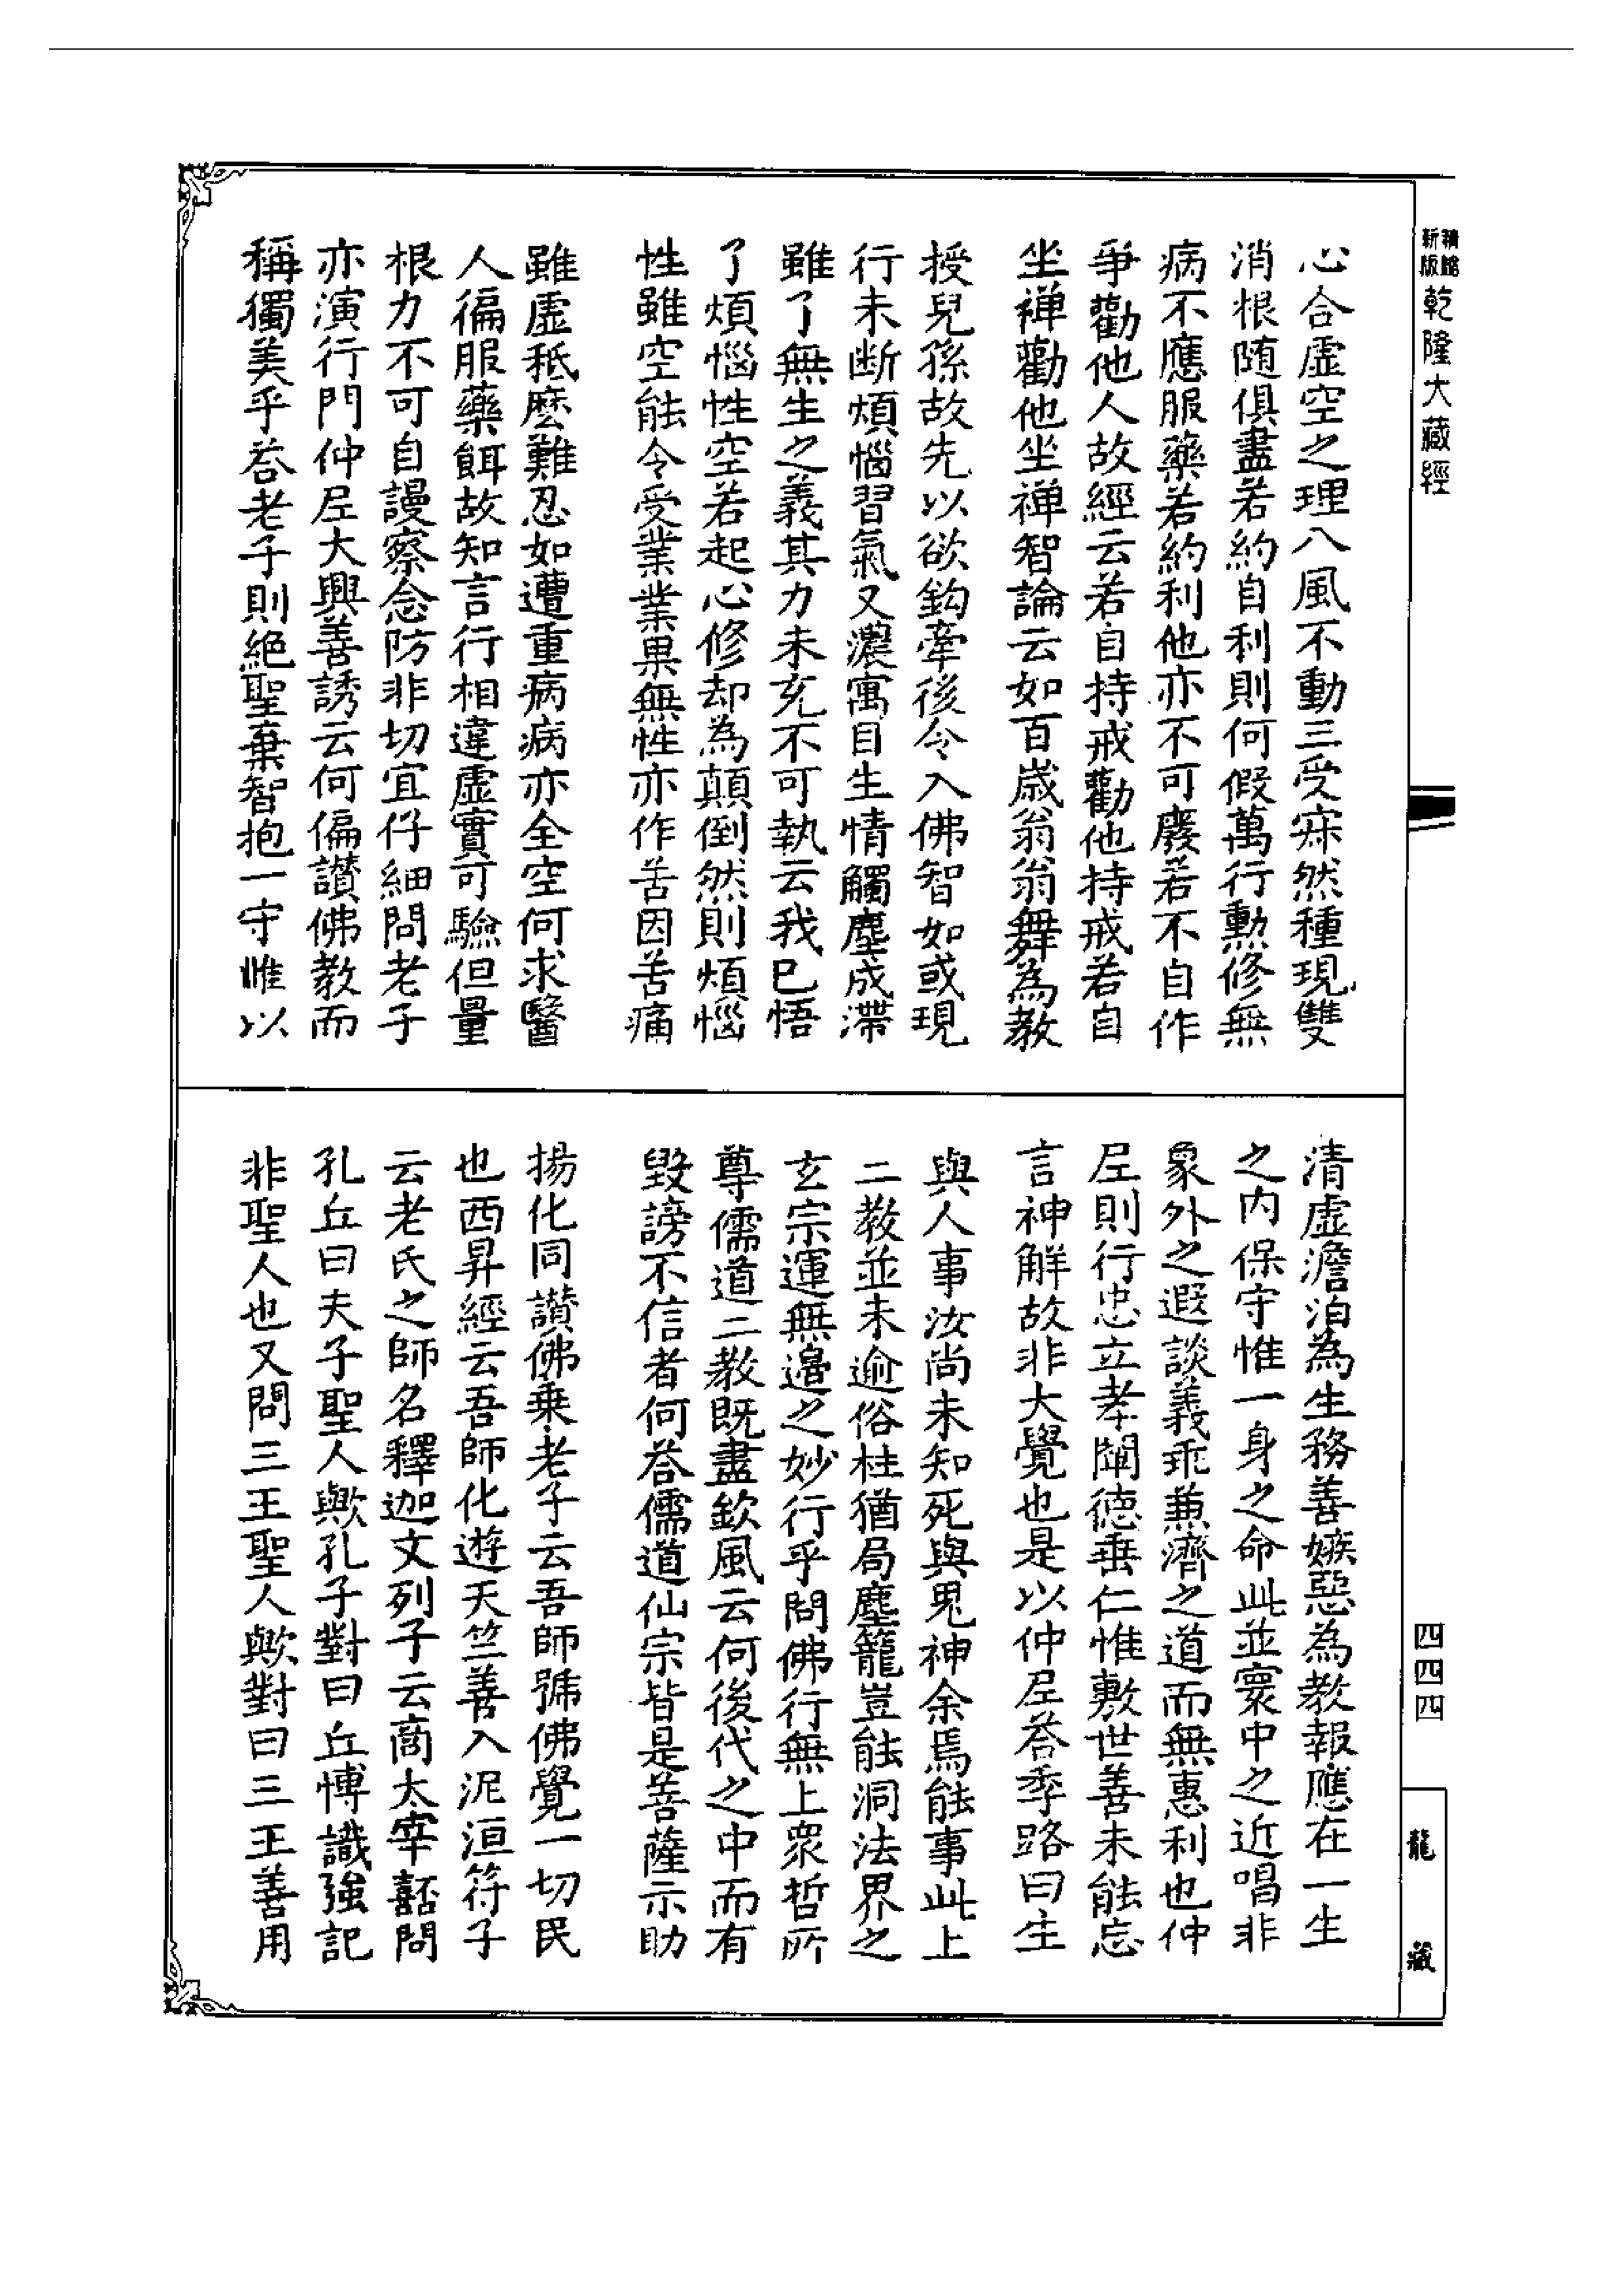 新版精縮乾隆大藏經
心合虛空之理八風不動三受寂然種現雙
消根隨俱盡若約自利則何假萬行勲修無
病不應服藥若約利他亦不可廢若不自作
爭勸他人故經云若自持戒勸他持戒若自
坐禅勸他坐禅智論云如百歲翁翁舞為教
授兒孫故先以欲鈎牽後令入佛智如或現
行未断煩惱習氣又濃寓目生情觸塵成滯
雖了無生之義其力未充不可執云我已悟
了煩惱性空若起心修却為顛倒然則煩惱
性雖空能令受業業果無性亦作苦因苦痛
雖虛秖麽難忍如遭重病病亦全空何求醫
人徧服藥餌故知言行相違虛實可驗但量
根力不可自謾察念防非切宜仔細問老子
亦演行門仲尼大興善誘云何偏讃佛教而
稱獨美乎荅老子則絕聖棄智抱一守雌以
清虛澹泊為生務善嫉惡為教報應在一生
之內保守惟一身之命此並寰中之近唱非
象外之遐談義乖兼濟之道而無惠利也仲
尼則行忠立孝闡德垂仁惟敷世善未能忘
言神解故非大覺也是以仲尼荅季路曰生
與人事汝尚未知死與鬼神余焉能事此上
二教並未逾俗柱猶局塵籠豈能洞法界之
玄宗運無邊之妙行乎問佛行無上衆哲所
尊儒道二教既盡欽風云何後代之中而有
毀謗不信者何荅儒道仙宗皆是菩薩示助
揚化同讃佛乗老子云吾師號佛覺一切民
也西昇經云吾師化遊天竺善入泥洹符子
云老氏之師名釋迦文列子云商太宰嚭問
孔丘曰夫子聖人歟孔子對曰丘博識強記
非聖人也又問三王聖人歟對曰三王善用
四四四
龍藏